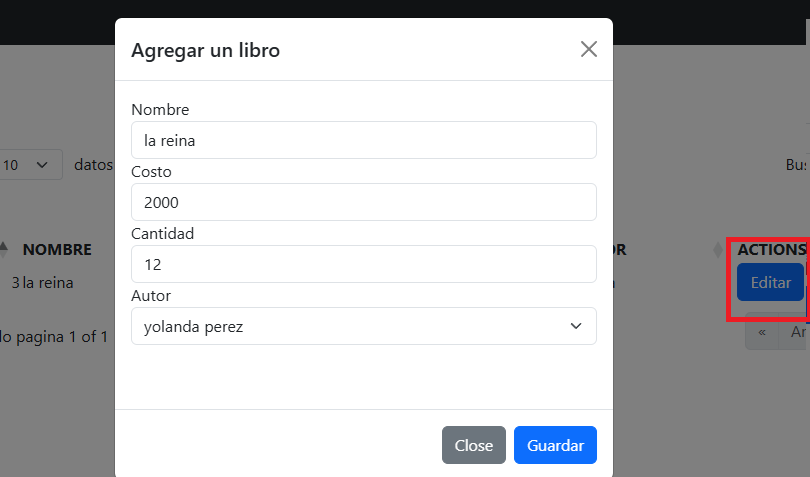 Agregar un libro
Nombre
la reina
Costo
2000
Cantidad
12
Autor
yolanda perez
Close Guardar
10 datos
NOMBRE ACTIONS
3 la reina Editar
pagina 1 of 1 «